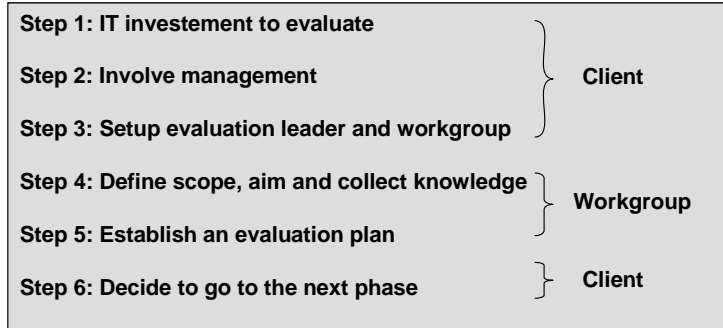 Step 1: IT investement to evaluate
Step 2: Involve management
Client
Step 3: Setup evaluation leader and workgroup
Step 4: Define scope, aim and collect knowledge
Workgroup
Step 5: Establish an evaluation plan
Step 6: Decide to go to the next phase
Client